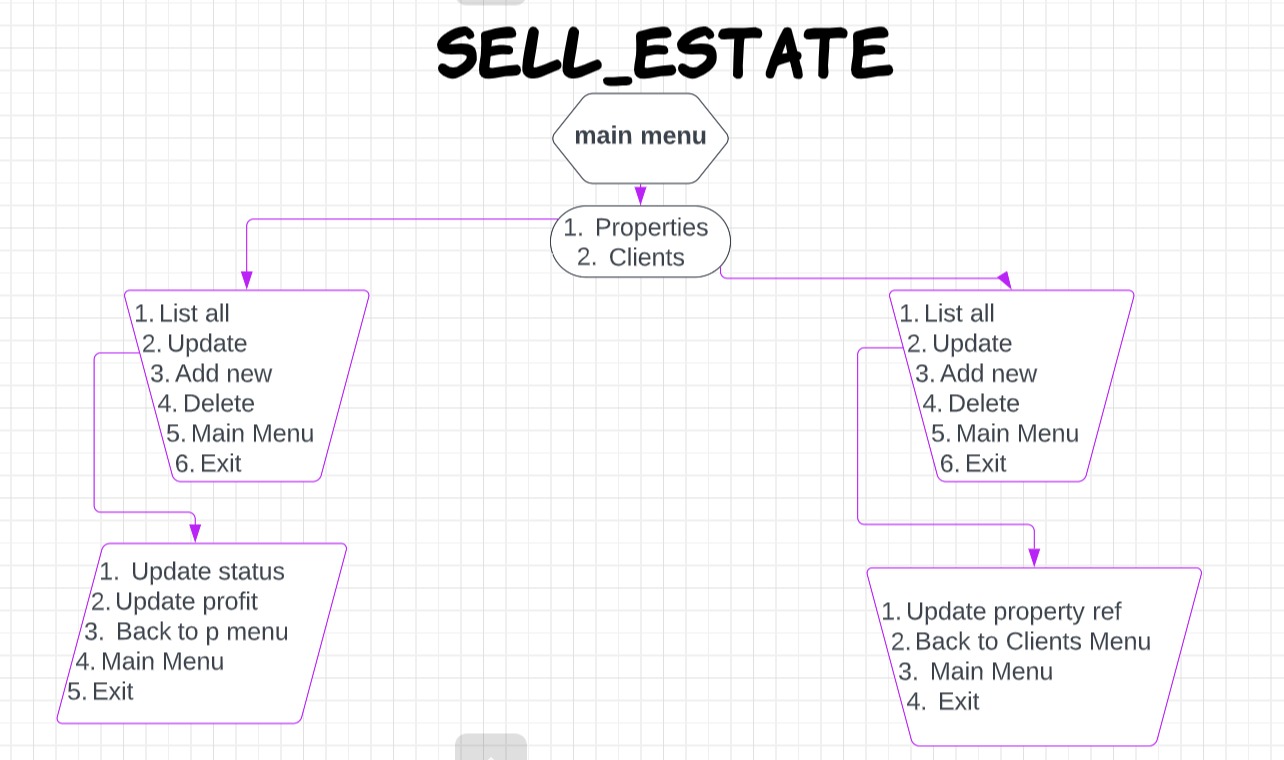 SELL_ESTATE
main menu
1. Properties
2. Clients
1. List all
2. Update
3. Add new
4. Delete
5. Main Menu
6. Exit
1. List all
2. Update
3. Add new
4. Delete
5. Main Menu
6. Exit
1. Update status
2. Update profit
3. Back to p menu
4. Main Menu
5. Exit
1. Update property ref
2. Back to Clients Menu
3. Main Menu
4. Exit